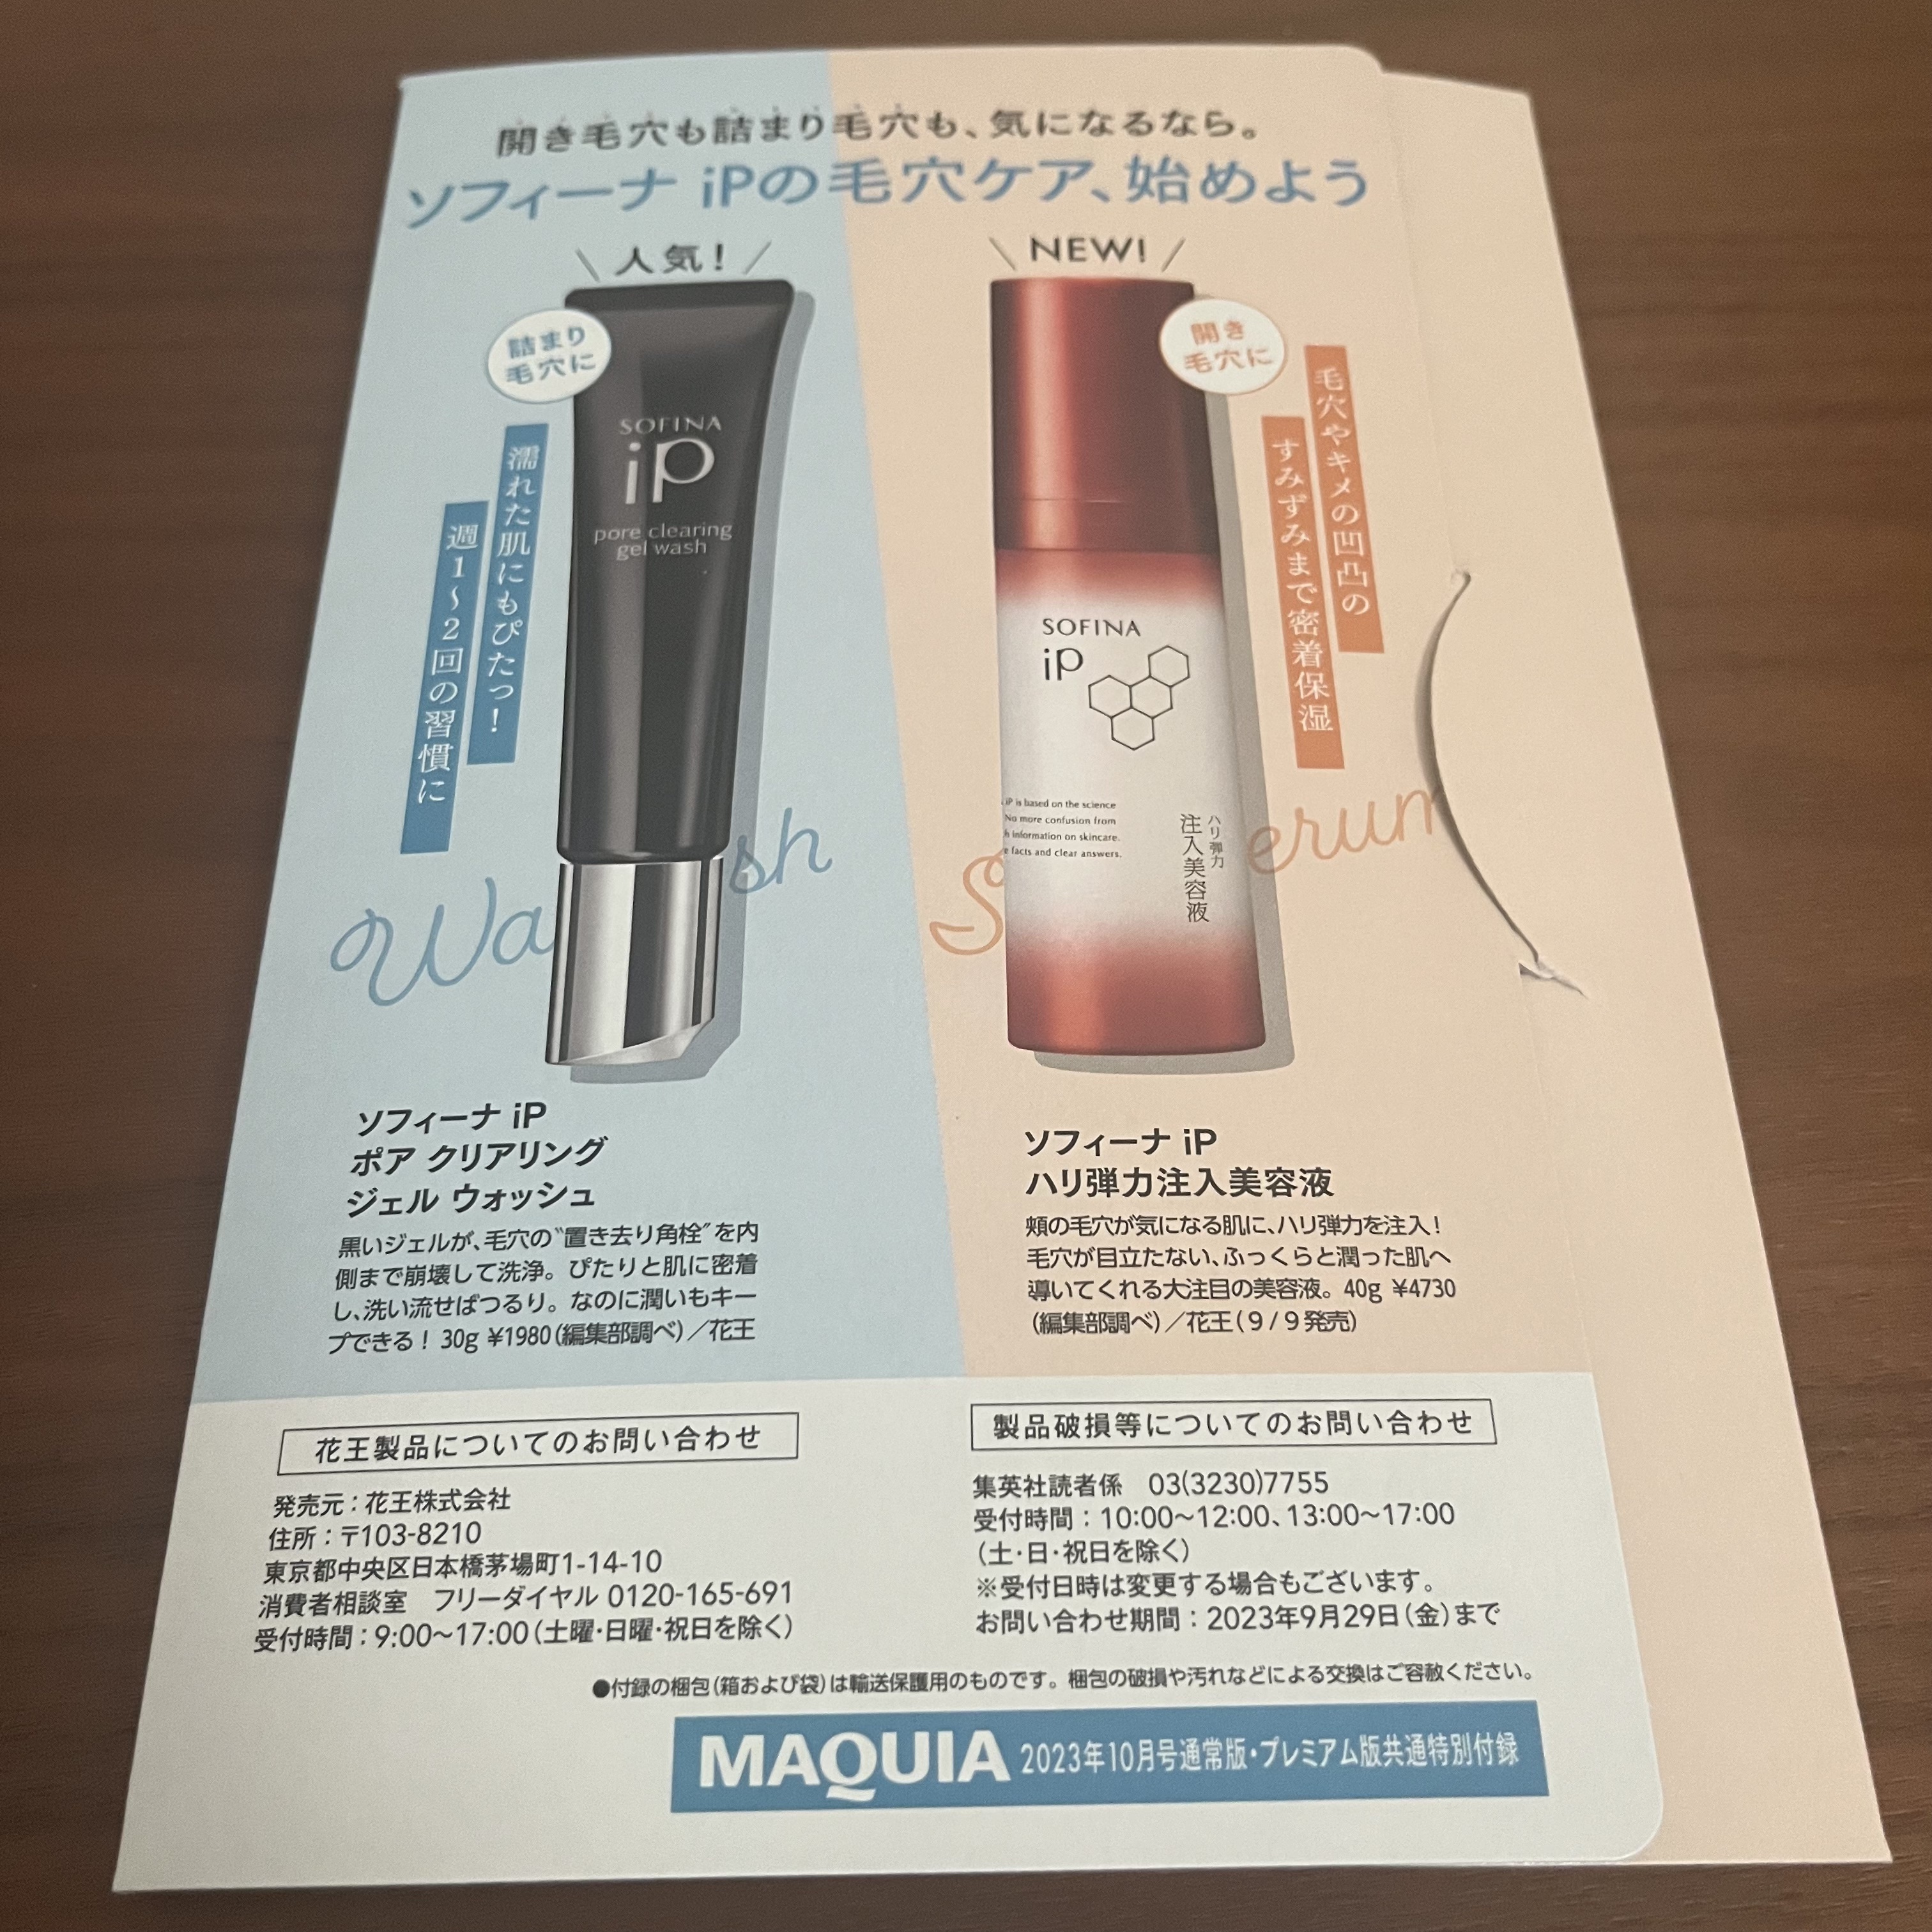 開き毛穴も詰まり毛穴も、気になるなら。
ソフィーナ iPの毛穴ケア、始めよう
人気!
詰まり
毛穴に
濡れた肌にもぴたっ!
週1〜2回の習慣に
SOFINA
iP
pore clearing
gel wash
Wash
ソフィーナ iP
ポア クリアリング
ジェル ウォッシュ
黒いジェルが、毛穴の“置き去り角栓”を内
側まで崩壊して洗浄。ぴたりと肌に密着
し、洗い流せばつるり。なのに潤いもキー
プできる! 30g ¥1980(編集部調べ)/花王
NEW!
開き
毛穴に
毛穴やキメの凹凸の
すみずみまで密着保湿
SOFINA
iP
iP is based on the science
No more confusion from
h information on skincare.
e facts and clear answers.
ハリ弾力
注入美容液
Serum
ソフィーナ iP
ハリ弾力注入美容液
頬の毛穴が気になる肌に、ハリ弾力を注入!
毛穴が目立たない、ふっくらと潤った肌へ
導いてくれる大注目の美容液。40g ¥4730
(編集部調べ)/花王(9/9発売)
花王製品についてのお問い合わせ
発売元:花王株式会社
住所:〒103-8210
東京都中央区日本橋茅場町1-14-10
消費者相談室 フリーダイヤル 0120-165-691
受付時間:9:00〜17:00(土曜・日曜・祝日を除く)
製品破損等についてのお問い合わせ
集英社読者係 03(3230)7755
受付時間:10:00〜12:00、13:00〜17:00
(土・日・祝日を除く)
※受付日時は変更する場合もございます。
お問い合わせ期間:2023年9月29日(金)まで
●付録の梱包(箱および袋)は輸送保護用のものです。梱包の破損や汚れなどによる交換はご容赦ください。
MAQUIA 2023年10月号通常版・プレミアム版共通特別付録